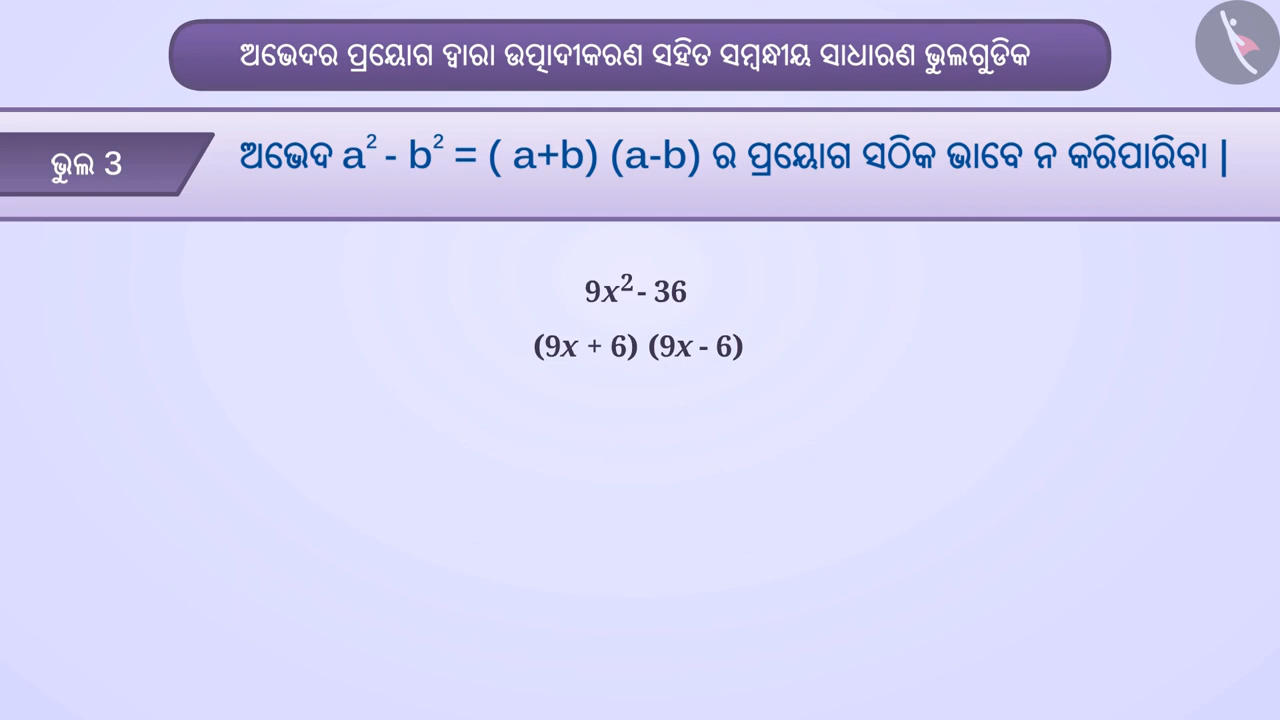 ଅଭେଦର ପ୍ରୟୋଗ ଦ୍ୱାରା ଉତ୍ପାଦୀକରଣ ସହିତ ସମ୍ବନ୍ଧୀୟ ସାଧାରଣ ଭୁଲଗୁଡିକ
ଭୁଲ 3
ଅଭେଦ a² - b² = ( a+b) (a-b) ର ପ୍ରୟୋଗ ସଠିକ ଭାବେ ନ କରିପାରିବା |
9x² - 36
(9x + 6) (9x - 6)